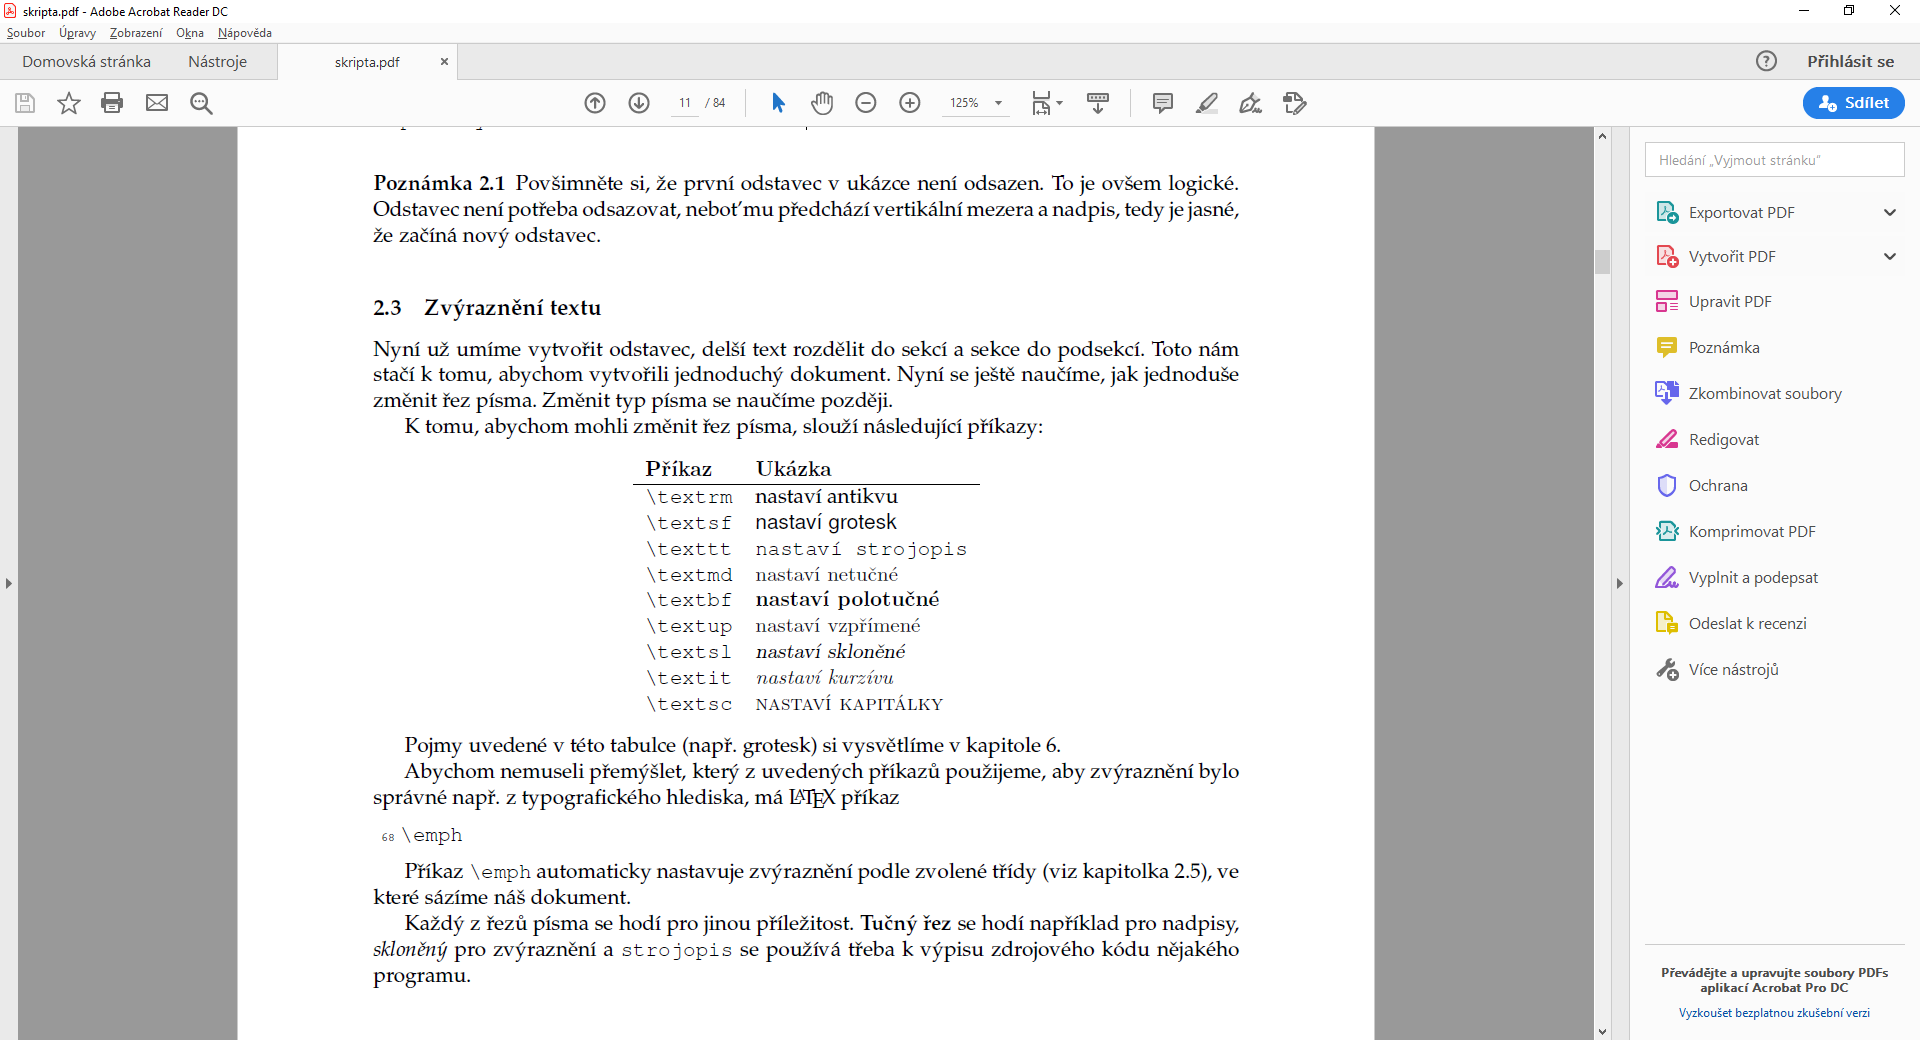 skripta.pdf - Adobe Acrobat Reader DC
Soubor Úpravy Zobrazení Okna Nápověda
Domovská stránka Nástroje skripta.pdf × Přihlásit se
11 / 84 125% Sdílet
Poznámka 2.1 Povšimněte si, že první odstavec v ukázce není odsazen. To je ovšem logické.
Odstavec není potřeba odsazovat, neboť mu předchází vertikální mezera a nadpis, tedy je jasné,
že začíná nový odstavec.
2.3 Zvýraznění textu
Nyní už umíme vytvořit odstavec, delší text rozdělit do sekcí a sekce do podsekcí. Toto nám
stačí k tomu, abychom vytvořili jednoduchý dokument. Nyní se ještě naučíme, jak jednoduše
změnit řez písma. Změnit typ písma se naučíme později.
K tomu, abychom mohli změnit řez písma, slouží následující příkazy:
Příkaz Ukázka
\textrm nastaví antikvu
\textsf nastaví grotesk
\texttt nastaví strojopis
\textmd nastaví netučné
\textbf nastaví polotučné
\textup nastaví vzpřímené
\textsl nastaví skloněné
\textit nastaví kurzívu
\textsc NASTAVÍ KAPITÁLKY
Pojmy uvedené v této tabulce (např. grotesk) si vysvětlíme v kapitole 6.
Abychom nemuseli přemýšlet, který z uvedených příkazů použijeme, aby zvýraznění bylo
správné např. z typografického hlediska, má LATEX příkaz
68 \emph
Příkaz \emph automaticky nastavuje zvýraznění podle zvolené třídy (viz kapitolka 2.5), ve
které sázíme náš dokument.
Každý z řezů písma se hodí pro jinou příležitost. Tučný řez se hodí například pro nadpisy,
skloněný pro zvýraznění a strojopis se používá třeba k výpisu zdrojového kódu nějakého
programu.
Hledání „Vyjmout stránku"
Exportovat PDF
Vytvořit PDF
Upravit PDF
Poznámka
Zkombinovat soubory
Redigovat
Ochrana
Komprimovat PDF
Vyplnit a podepsat
Odeslat k recenzi
Více nástrojů
Převádějte a upravujte soubory PDFs
aplikací Acrobat Pro DC
Vyzkoušet bezplatnou zkušební verzi